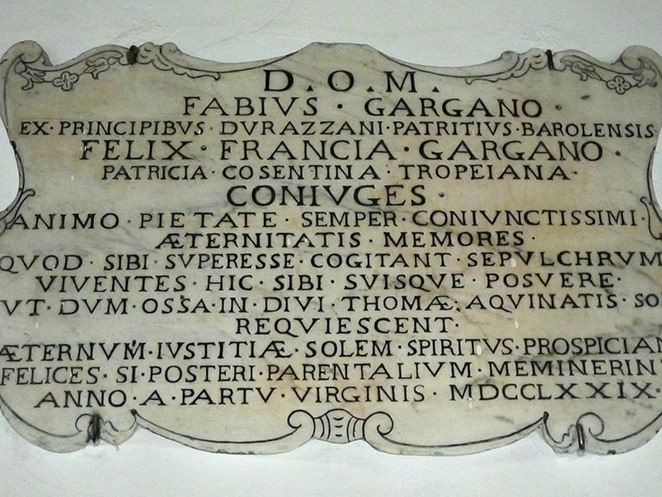 D.O.M.
FABIVS · GARGANO ·
EX · PRINCIPIBVS · DVRAZZANI · PATRITIVS · BAROLENSIS
FELIX · FRANCIA · GARGANO ·
PATRICIA · COSENTINA · TROPEIANA ·
CONIVGES ·
ANIMO · PIETATE · SEMPER · CONIVNCTISSIMI ·
ÆTERNITATIS · MEMORES ·
QVOD · SIBI · SVPERESSE · COGITANT · SEPVLCHRVM
VIVENTES · HIC · SIBI · SVISQVE · POSVERE ·
VT · DVM · OSSA · IN · DIVI · THOMÆ · AQVINATIS · SO
REQVIESCENT ·
ÆTERNVM · IVSTITIÆ · SOLEM · SPIRITVS · PROSPICIAN
FELICES · SI · POSTERI · PARENTALIVM · MEMINERIN
ANNO · A · PARTV · VIRGINIS · MDCCLXXIX ·